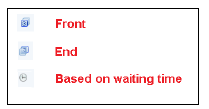 Front
End
Based on waiting time